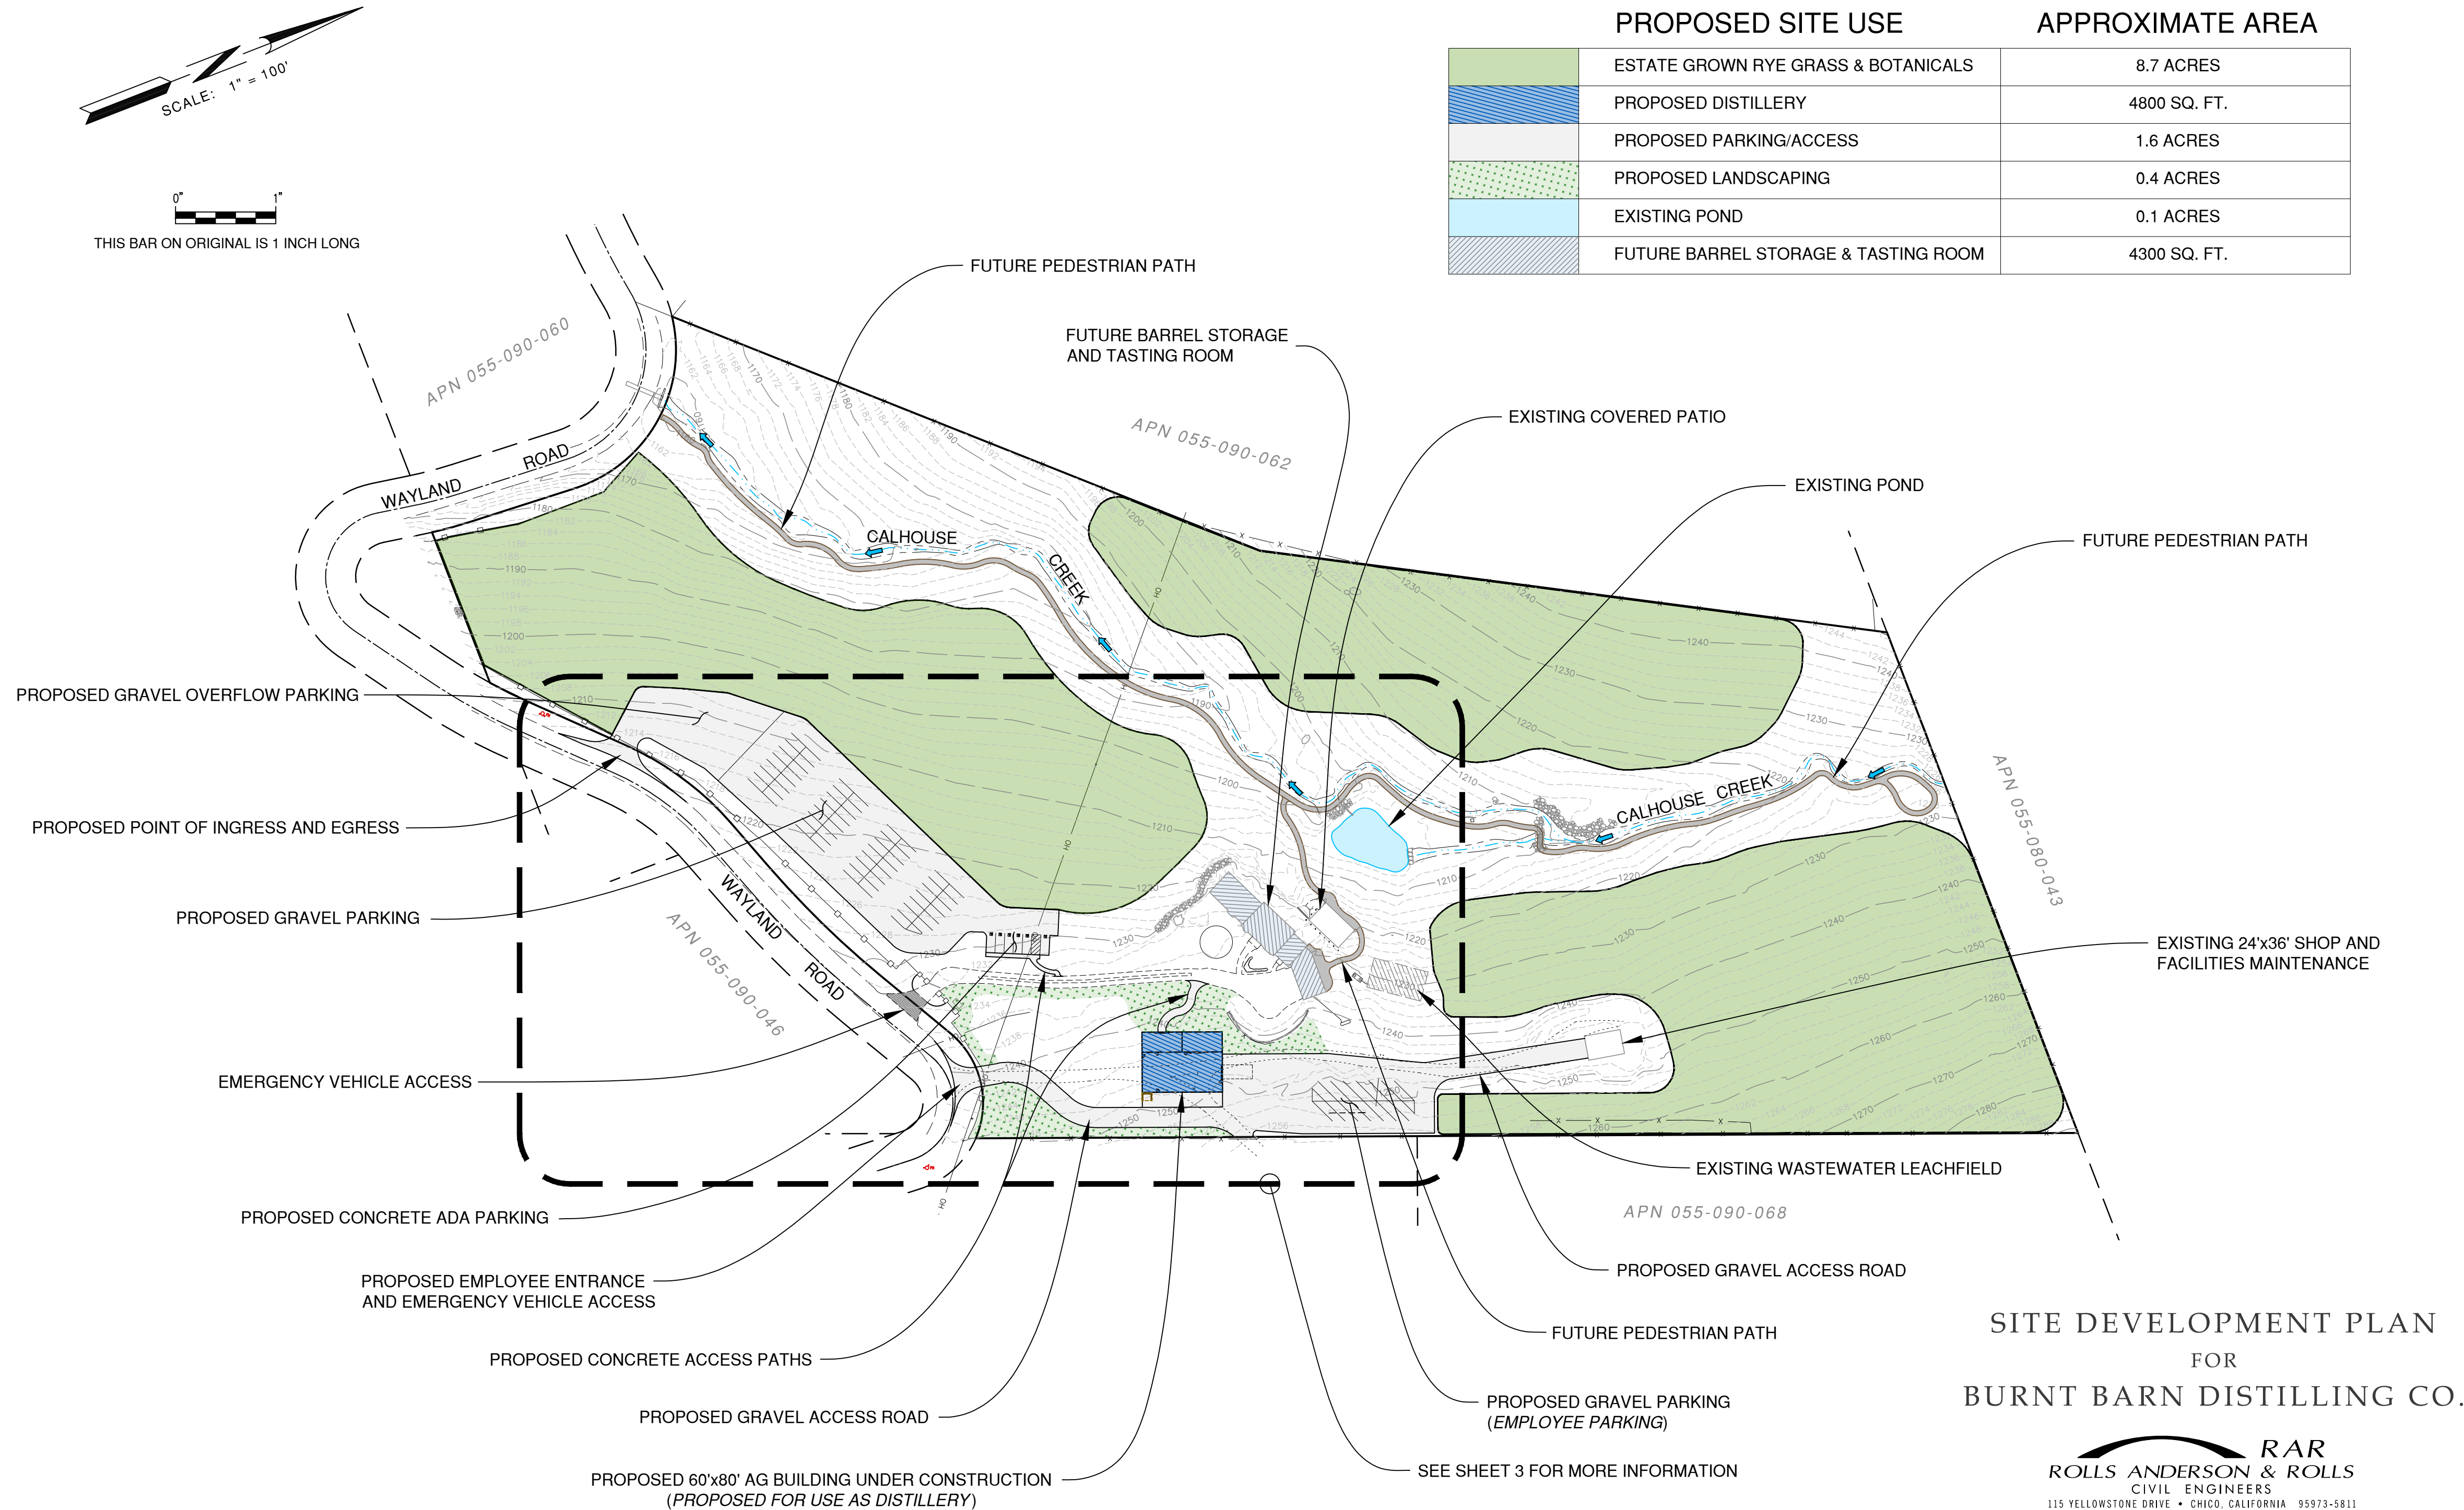 PROPOSED SITE USE APPROXIMATE AREA
ESTATE GROWN RYE GRASS & BOTANICALS 8.7 ACRES
PROPOSED DISTILLERY 4800 SQ. FT.
PROPOSED PARKING/ACCESS 1.6 ACRES
PROPOSED LANDSCAPING 0.4 ACRES
EXISTING POND 0.1 ACRES
FUTURE BARREL STORAGE & TASTING ROOM 4300 SQ. FT.
N
SCALE: 1" = 100'
0" 1"
THIS BAR ON ORIGINAL IS 1 INCH LONG
FUTURE PEDESTRIAN PATH
FUTURE BARREL STORAGE
AND TASTING ROOM
EXISTING COVERED PATIO
EXISTING POND
FUTURE PEDESTRIAN PATH
APN 055-090-060
APN 055-090-062
WAYLAND ROAD
CALHOUSE CREEK
CALHOUSE CREEK
APN 055-080-043
PROPOSED GRAVEL OVERFLOW PARKING
PROPOSED POINT OF INGRESS AND EGRESS
PROPOSED GRAVEL PARKING
WAYLAND ROAD
APN 055-090-046
EXISTING 24'x36' SHOP AND
FACILITIES MAINTENANCE
EMERGENCY VEHICLE ACCESS
EXISTING WASTEWATER LEACHFIELD
APN 055-090-068
PROPOSED CONCRETE ADA PARKING
PROPOSED GRAVEL ACCESS ROAD
PROPOSED EMPLOYEE ENTRANCE
AND EMERGENCY VEHICLE ACCESS
FUTURE PEDESTRIAN PATH
PROPOSED CONCRETE ACCESS PATHS
PROPOSED GRAVEL PARKING
(EMPLOYEE PARKING)
PROPOSED GRAVEL ACCESS ROAD
SEE SHEET 3 FOR MORE INFORMATION
PROPOSED 60'x80' AG BUILDING UNDER CONSTRUCTION
(PROPOSED FOR USE AS DISTILLERY)
SITE DEVELOPMENT PLAN
FOR
BURNT BARN DISTILLING CO.
RAR
ROLLS ANDERSON & ROLLS
CIVIL ENGINEERS
115 YELLOWSTONE DRIVE • CHICO, CALIFORNIA 95973-5811